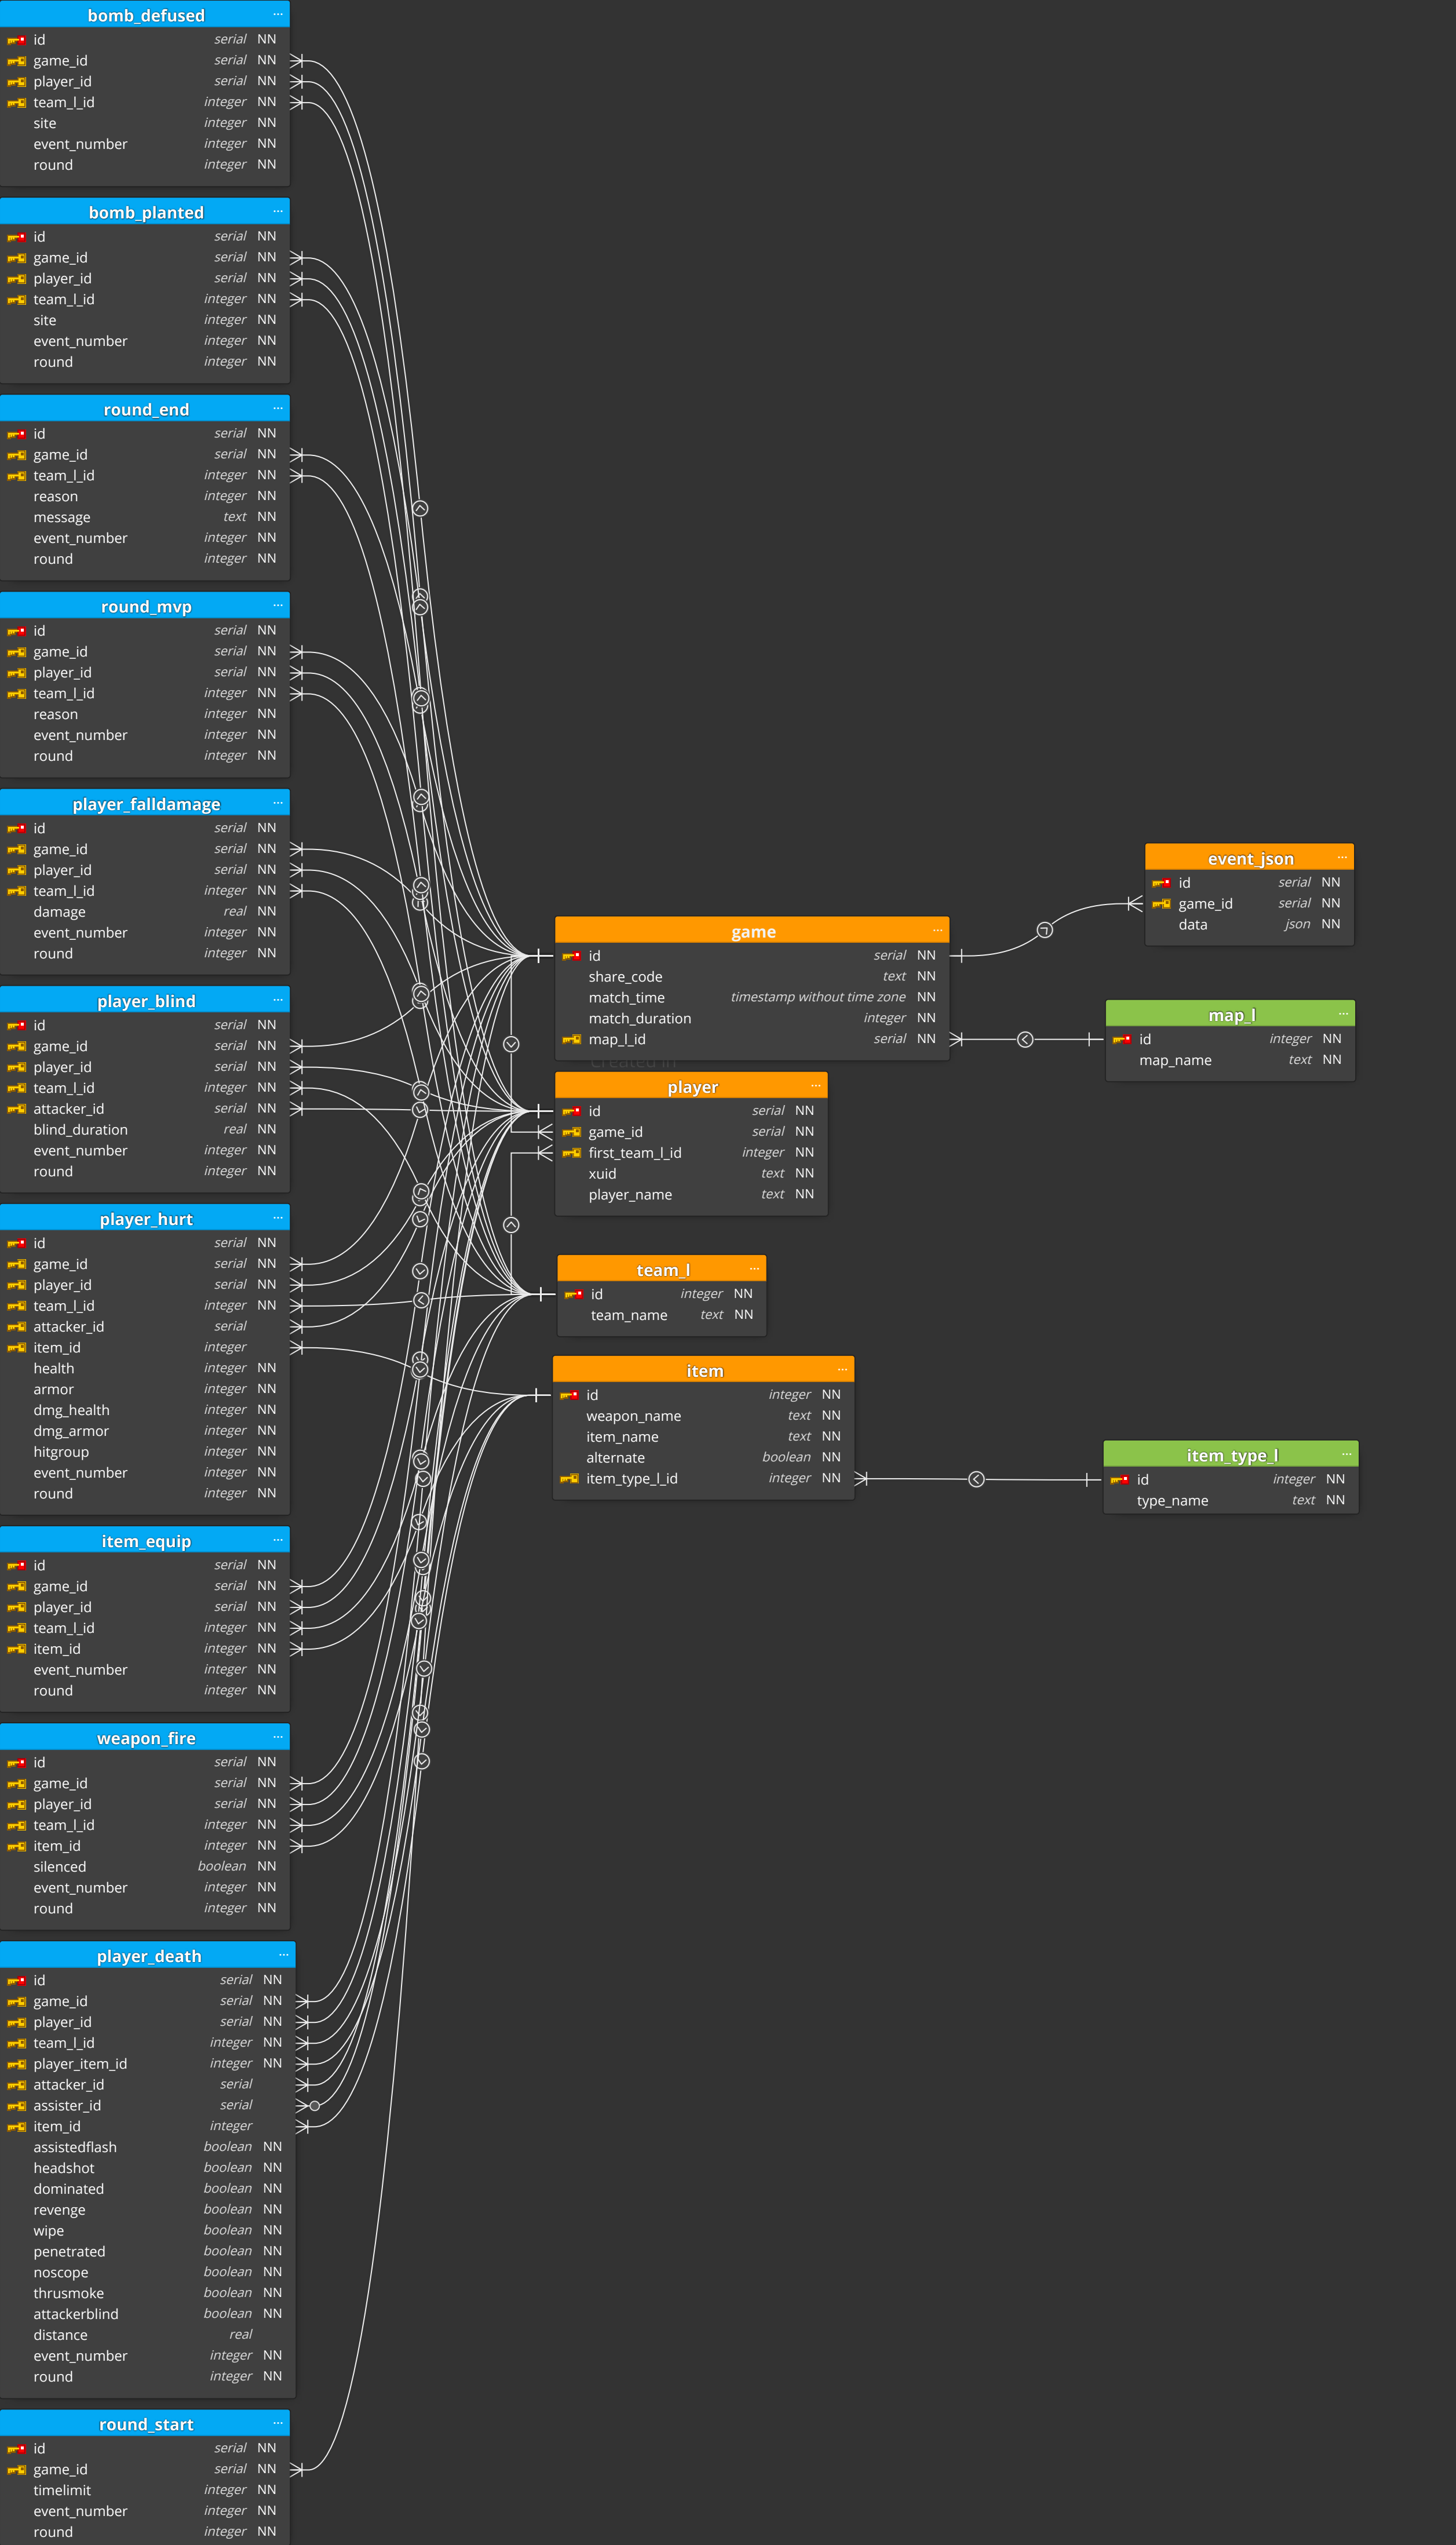 bomb_defused ...
id serial NN
game_id serial NN
player_id serial NN
team_l_id integer NN
site integer NN
event_number integer NN
round integer NN
bomb_planted ...
id serial NN
game_id serial NN
player_id serial NN
team_l_id integer NN
site integer NN
event_number integer NN
round integer NN
round_end ...
id serial NN
game_id serial NN
team_l_id integer NN
reason integer NN
message text NN
event_number integer NN
round integer NN
round_mvp ...
id serial NN
game_id serial NN
player_id serial NN
team_l_id integer NN
reason integer NN
event_number integer NN
round integer NN
player_falldamage ...
id serial NN
game_id serial NN
player_id serial NN
team_l_id integer NN
damage real NN
event_number integer NN
round integer NN
player_blind ...
id serial NN
game_id serial NN
player_id serial NN
team_l_id integer NN
attacker_id serial NN
blind_duration real NN
event_number integer NN
round integer NN
player_hurt ...
id serial NN
game_id serial NN
player_id serial NN
team_l_id integer NN
attacker_id serial
item_id integer
health integer NN
armor integer NN
dmg_health integer NN
dmg_armor integer NN
hitgroup integer NN
event_number integer NN
round integer NN
item_equip ...
id serial NN
game_id serial NN
player_id serial NN
team_l_id integer NN
item_id integer NN
event_number integer NN
round integer NN
weapon_fire ...
id serial NN
game_id serial NN
player_id serial NN
team_l_id integer NN
item_id integer NN
silenced boolean NN
event_number integer NN
round integer NN
player_death ...
id serial NN
game_id serial NN
player_id serial NN
team_l_id integer NN
player_item_id integer NN
attacker_id serial
assister_id serial
item_id integer
assistedflash boolean NN
headshot boolean NN
dominated boolean NN
revenge boolean NN
wipe boolean NN
penetrated boolean NN
noscope boolean NN
thrusmoke boolean NN
attackerblind boolean NN
distance real
event_number integer NN
round integer NN
round_start ...
id serial NN
game_id serial NN
timelimit integer NN
event_number integer NN
round integer NN
game ...
id serial NN
share_code text NN
match_time timestamp without time zone NN
match_duration integer NN
map_l_id serial NN
Created in
player ...
id serial NN
game_id serial NN
first_team_l_id integer NN
xuid text NN
player_name text NN
team_l ...
id integer NN
team_name text NN
item ...
id integer NN
weapon_name text NN
item_name text NN
alternate boolean NN
item_type_l_id integer NN
event_json ...
id serial NN
game_id serial NN
data json NN
map_l ...
id integer NN
map_name text NN
item_type_l ...
id integer NN
type_name text NN